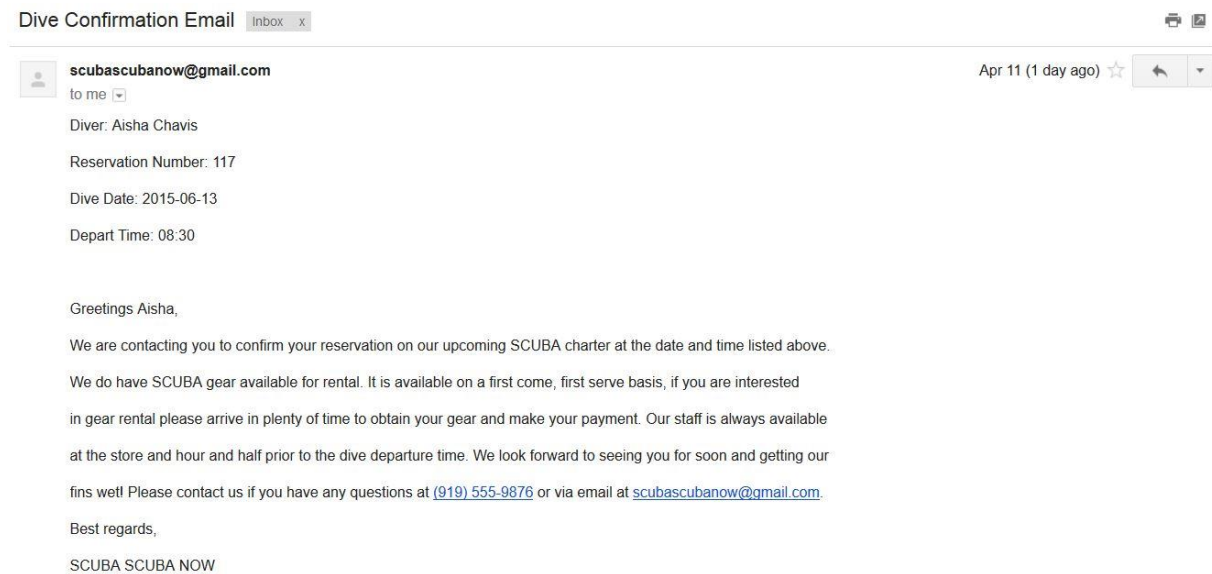 Dive Confirmation Email Inbox x
scubascubanow@gmail.com Apr 11 (1 day ago)
to me
Diver: Aisha Chavis
Reservation Number: 117
Dive Date: 2015-06-13
Depart Time: 08:30
Greetings Aisha,
We are contacting you to confirm your reservation on our upcoming SCUBA charter at the date and time listed above.
We do have SCUBA gear available for rental. It is available on a first come, first serve basis, if you are interested
in gear rental please arrive in plenty of time to obtain your gear and make your payment. Our staff is always available
at the store and hour and half prior to the dive departure time. We look forward to seeing you for soon and getting our
fins wet! Please contact us if you have any questions at (919) 555-9876 or via email at scubascubanow@gmail.com.
Best regards,
SCUBA SCUBA NOW